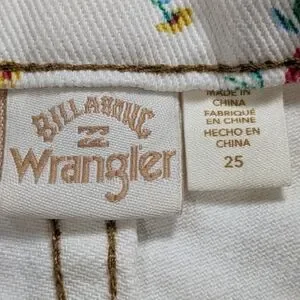 BILLABONG
Wrangler
MADE IN
CHINA
FABRIQUÉ
EN CHINE
HECHO EN
CHINA
25